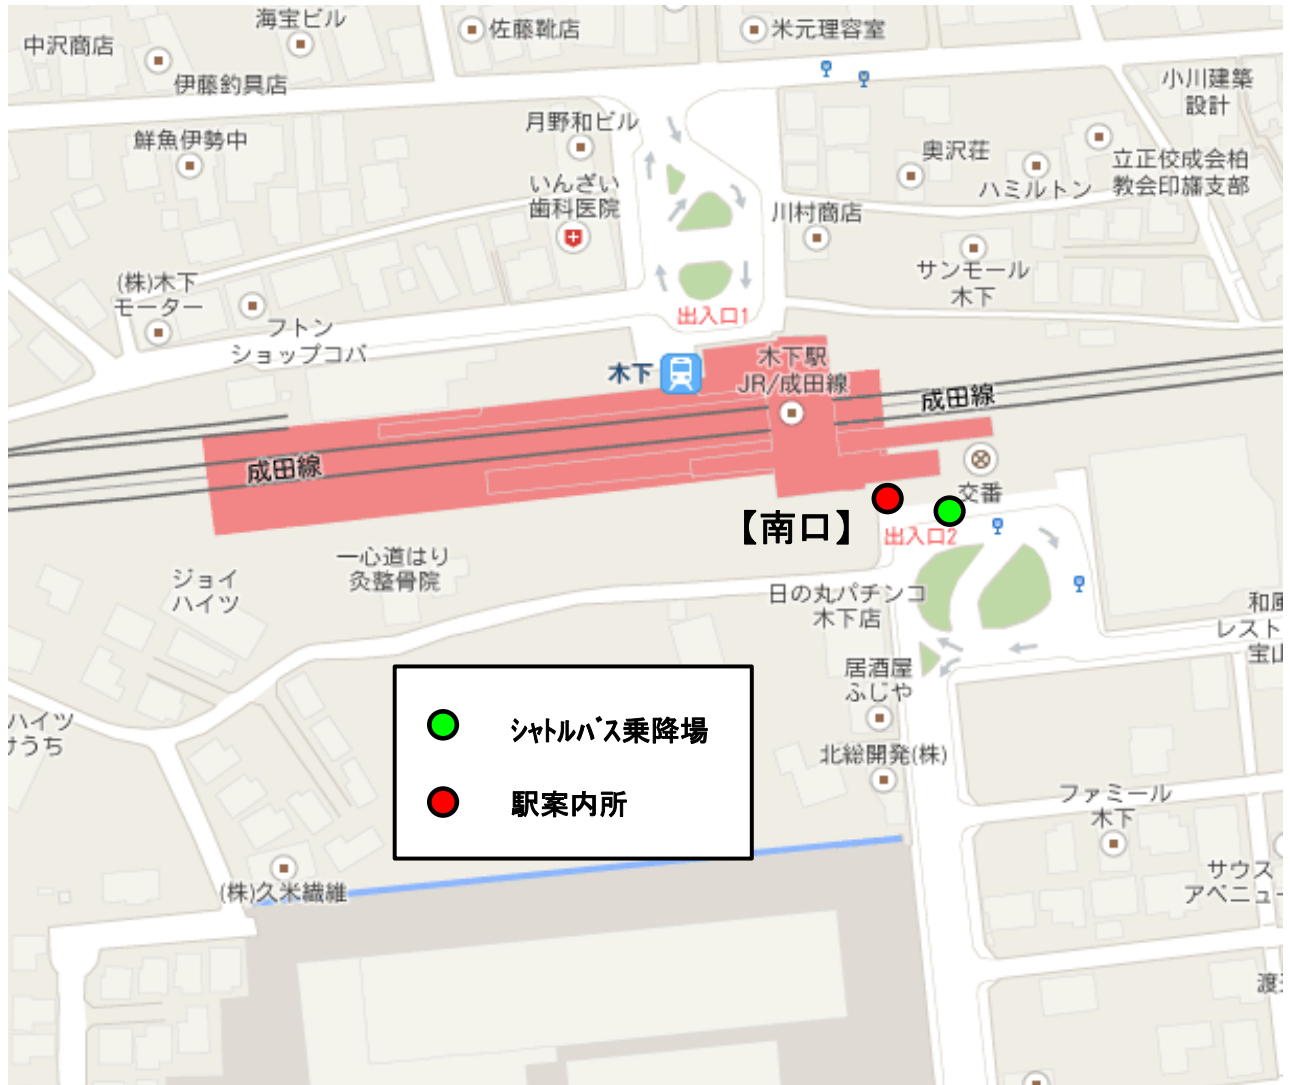 海宝ビル
佐藤靴店
米元理容室
中沢商店
伊藤釣具店
小川建築
設計
月野和ビル
鮮魚伊勢中
奥沢荘
立正佼成会柏
教会印旛支部
ハミルトン
いんざい
歯科医院
川村商店
サンモール
木下
(株)木下
モーター
出入口1
フトン
ショップコバ
木下
木下駅
JR/成田線
成田線
成田線
交番
【南口】
出入口2
一心道はり
灸整骨院
ジョイ
ハイツ
日の丸パチンコ
木下店
和風
レスト
宝山
居酒屋
ふじや
ハイツ
けうち
シャトルバス乗降場
北総開発(株)
駅案内所
ファミール
木下
サウス
アベニュー
(株)久米繊維
渡